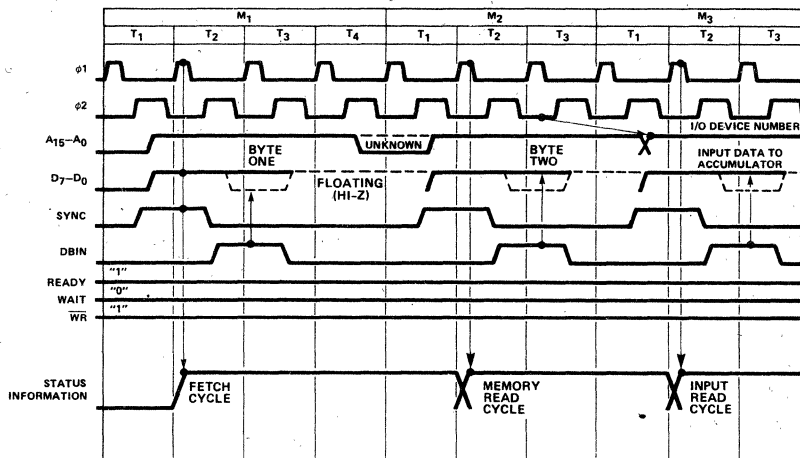 M1 M2 M3
T1 T2 T3 T4 T1 T2 T3 T1 T2 T3
φ1
φ2
I/O DEVICE NUMBER
A15–A0
UNKNOWN
BYTE
ONE
BYTE
TWO
INPUT DATA TO
ACCUMULATOR
D7–D0
FLOATING
(HI-Z)
SYNC
DBIN
"1"
READY
"0"
WAIT
"1"
WR
STATUS
INFORMATION
FETCH
CYCLE
MEMORY
READ
CYCLE
INPUT
READ
CYCLE